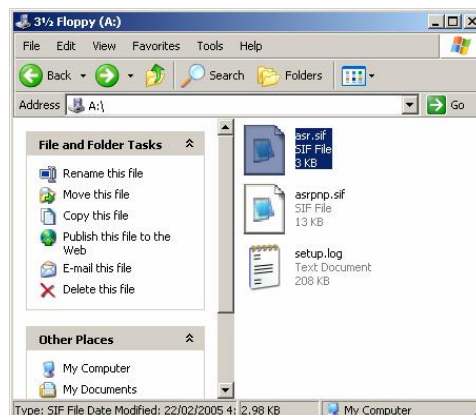 3½ Floppy (A:)
File Edit View Favorites Tools Help
Back Search Folders
Address A:\ Go
File and Folder Tasks
Rename this file
Move this file
Copy this file
Publish this file to the
Web
E-mail this file
Delete this file
Other Places
My Computer
My Documents
asr.sif
SIF File
3 KB
asrpnp.sif
SIF File
13 KB
setup.log
Text Document
208 KB
Type: SIF File Date Modified: 22/02/2005 4: 2.98 KB My Computer